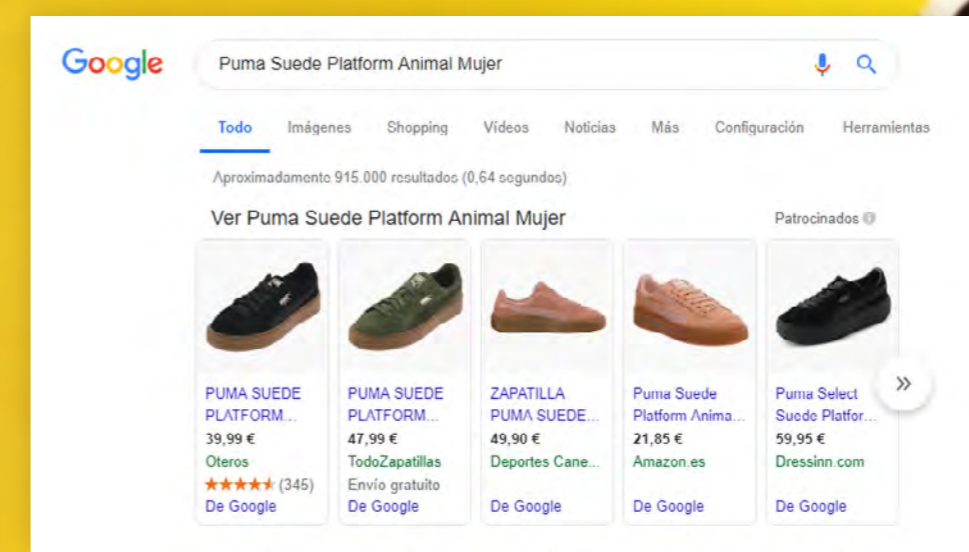 Google
Puma Suede Platform Animal Mujer
Todo Imágenes Shopping Vídeos Noticias Más Configuración Herramientas
Aproximadamente 915.000 resultados (0,64 segundos)
Ver Puma Suede Platform Animal Mujer
Patrocinados
PUMA SUEDE
PLATFORM...
39,99 €
Oteros
(345)
De Google
PUMA SUEDE
PLATFORM...
47,99 €
TodoZapatillas
Envío gratuito
De Google
ZAPATILLA
PUMA SUEDE...
49,90 €
Deportes Cane...
De Google
Puma Suede
Platform Anima...
21,85 €
Amazon.es
De Google
Puma Select
Suede Platfor...
59,95 €
Dressinn.com
De Google